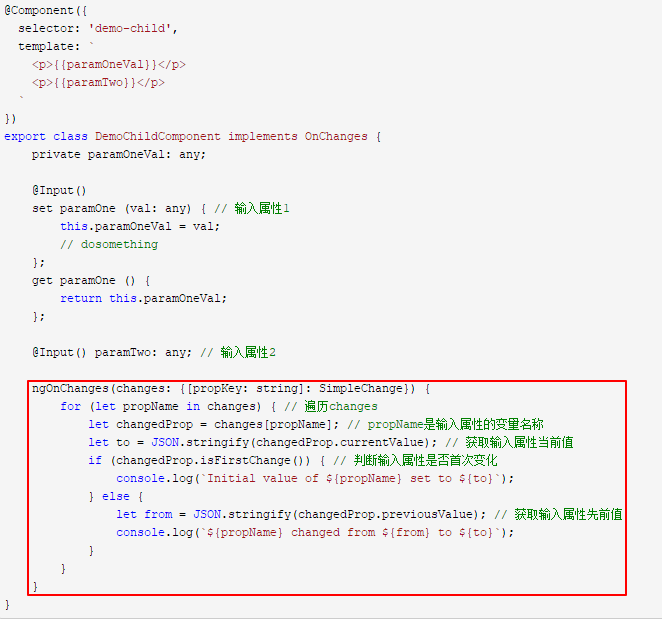 @Component({
  selector: 'demo-child',
  template: `
    <p>{{paramOneVal}}</p>
    <p>{{paramTwo}}</p>
  `
})
export class DemoChildComponent implements OnChanges {
    private paramOneVal: any;

    @Input()
    set paramOne (val: any) { // 输入属性1
        this.paramOneVal = val;
        // dosomething
    };
    get paramOne () {
        return this.paramOneVal;
    };

    @Input() paramTwo: any; // 输入属性2

    ngOnChanges(changes: {[propKey: string]: SimpleChange}) {
        for (let propName in changes) { // 遍历changes
            let changedProp = changes[propName]; // propName是输入属性的变量名称
            let to = JSON.stringify(changedProp.currentValue); // 获取输入属性当前值
            if (changedProp.isFirstChange()) { // 判断输入属性是否首次变化
                console.log(`Initial value of ${propName} set to ${to}`);
            } else {
                let from = JSON.stringify(changedProp.previousValue); // 获取输入属性先前值
                console.log(`${propName} changed from ${from} to ${to}`);
            }
        }
    }
}